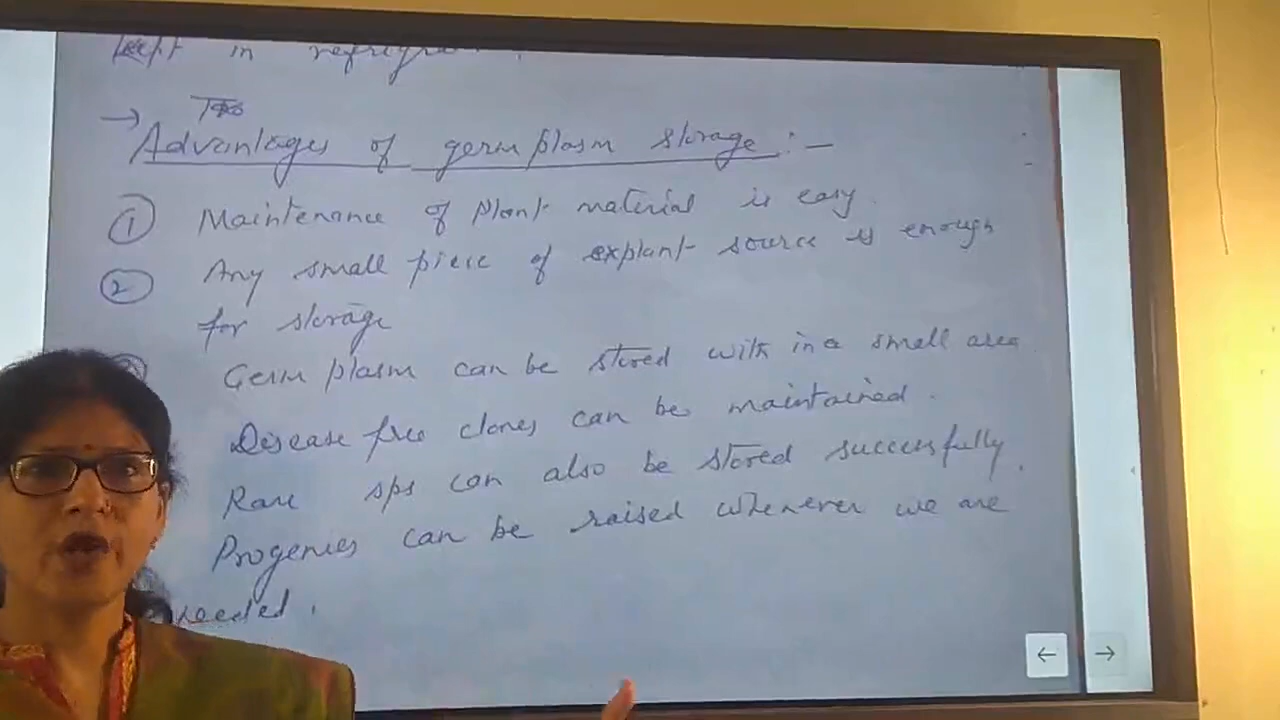 kept in
→ Advantages of germplasm storage :-
① Maintenance of plant material is easy.
② Any small piece of explant source is enough
for storage
Germ plasm can be stored with in a small area
Disease free clones can be maintained.
Rare sps can also be stored successfully.
Progenies can be raised whenever we are
needed.
← →